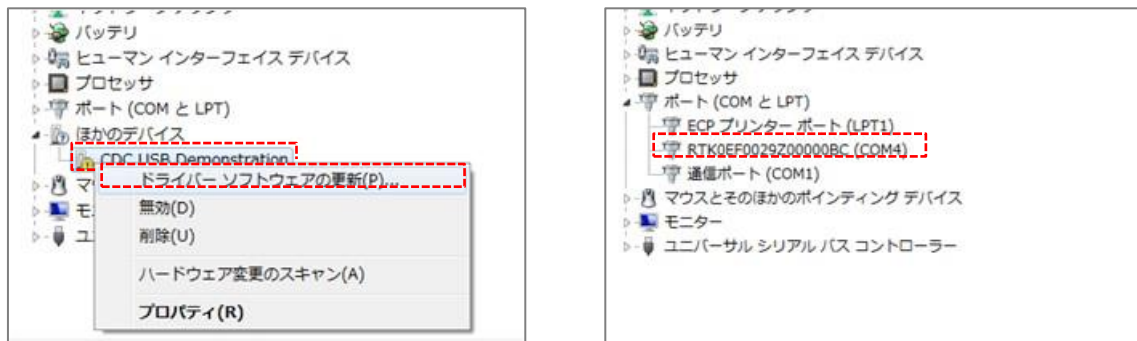 バッテリ
ヒューマン インターフェイス デバイス
プロセッサ
ポート (COM と LPT)
ほかのデバイス
CDC USB Demonstration
ドライバー ソフトウェアの更新(P)...
無効(D)
削除(U)
ハードウェア変更のスキャン(A)
プロパティ(R)
マ
モ
ユ
バッテリ
ヒューマン インターフェイス デバイス
プロセッサ
ポート (COM と LPT)
ECP プリンター ポート (LPT1)
RTK0EF0029Z00000BC (COM4)
通信ポート (COM1)
マウスとそのほかのポインティング デバイス
モニター
ユニバーサル シリアル バス コントローラー